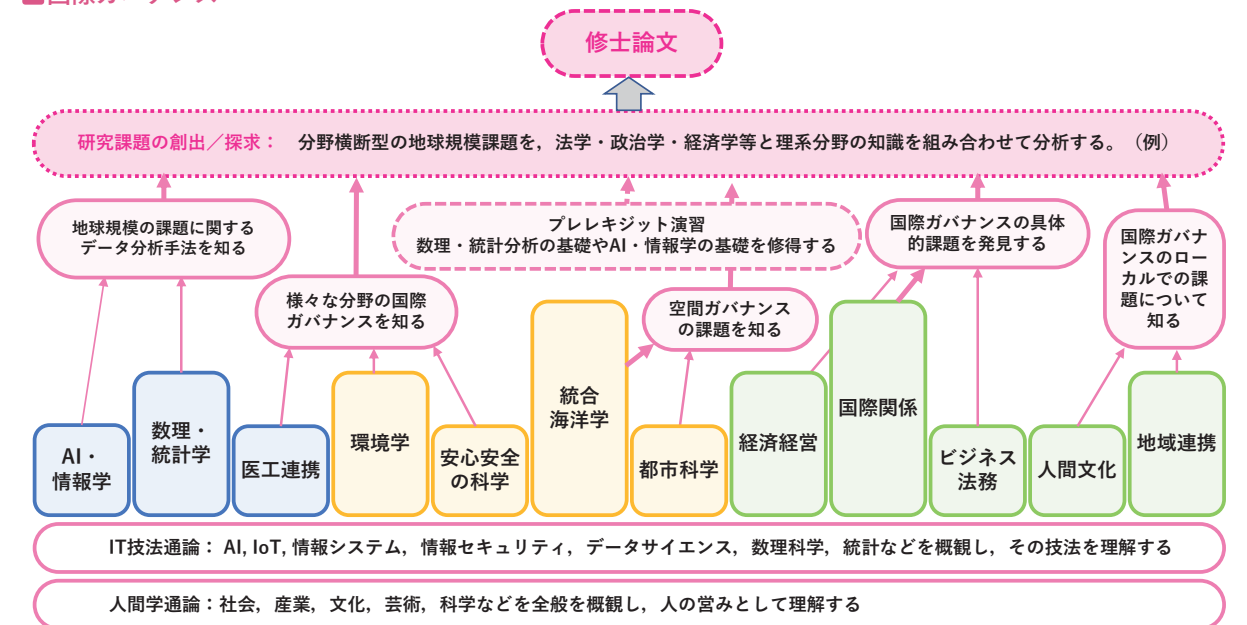 国際ガバナンス
修士論文
研究課題の創出／探求： 分野横断型の地球規模課題を，法学・政治学・経済学等と理系分野の知識を組み合わせて分析する。（例）
地球規模の課題に関する
データ分析手法を知る
プレレキジット演習
数理・統計分析の基礎やAI・情報学の基礎を修得する
国際ガバナンスの具体
的課題を発見する
国際ガバナ
ンスのロー
カルでの課
題について
知る
様々な分野の国際
ガバナンスを知る
空間ガバナンス
の課題を知る
AI・
情報学
数理・
統計学
医工連携
環境学
安心安全
の科学
統合
海洋学
都市科学
経済経営
国際関係
ビジネス
法務
人間文化
地域連携
IT技法通論： AI, IoT, 情報システム，情報セキュリティ，データサイエンス，数理科学，統計などを概観し，その技法を理解する
人間学通論：社会，産業，文化，芸術，科学などを全般を概観し，人の営みとして理解する